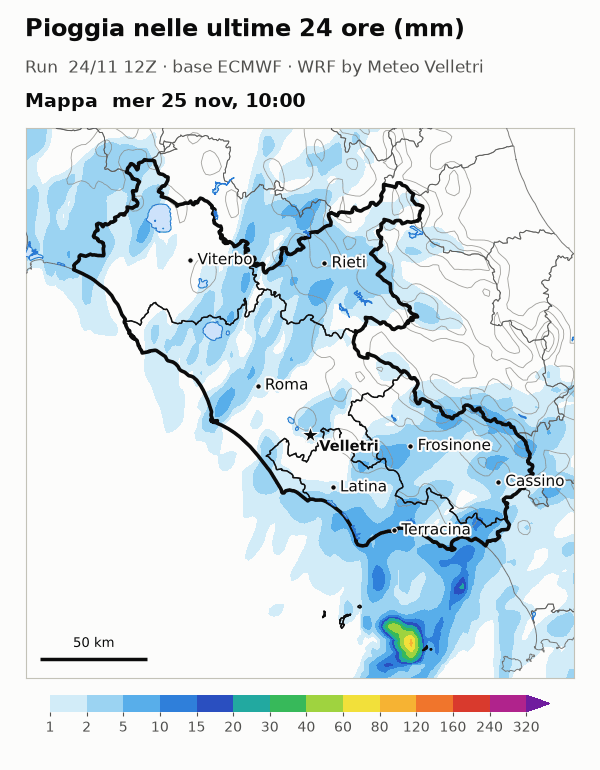 Pioggia nelle ultime 24 ore (mm)
Run  24/11 12Z · base ECMWF · WRF by Meteo Velletri
Mappa  mer 25 nov, 10:00
Viterbo
Rieti
Roma
Velletri
Frosinone
Cassino
Latina
Terracina
50 km
1 2 5 10 15 20 30 40 60 80 120 160 240 320